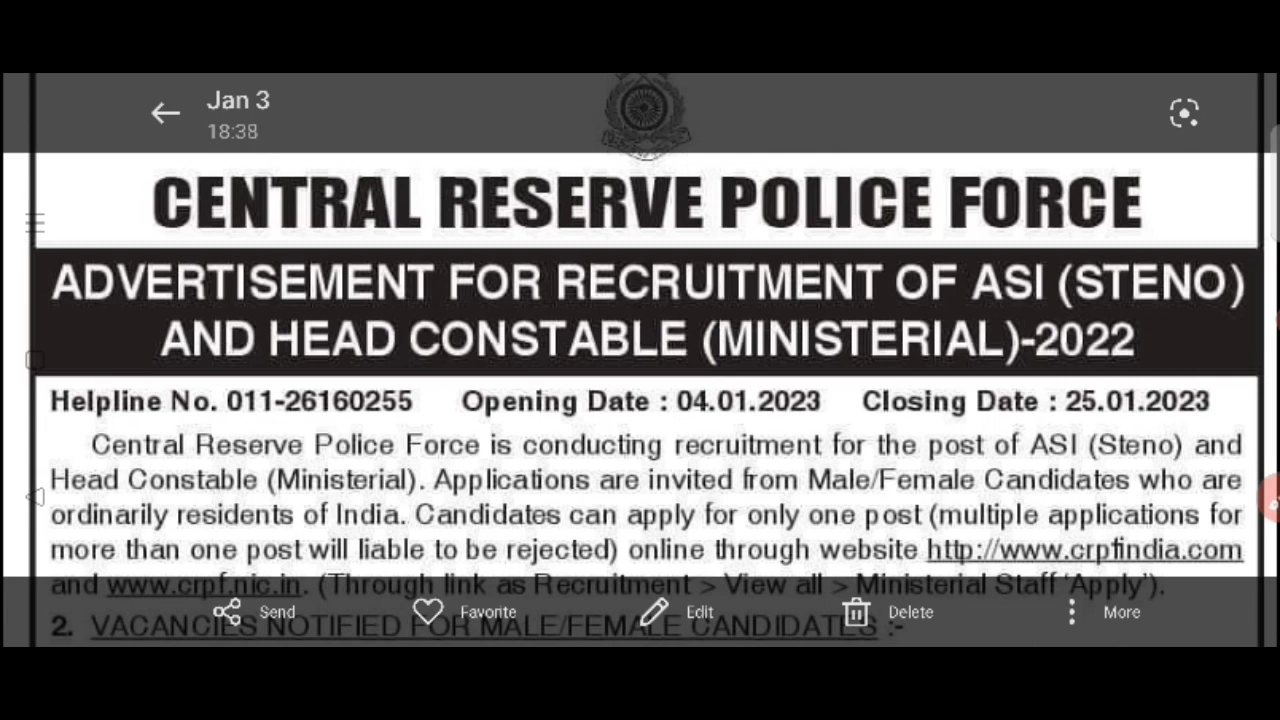 Jan 3
18:38
CENTRAL RESERVE POLICE FORCE
ADVERTISEMENT FOR RECRUITMENT OF ASI (STENO)
AND HEAD CONSTABLE (MINISTERIAL)-2022
Helpline No. 011-26160255 Opening Date : 04.01.2023 Closing Date : 25.01.2023
Central Reserve Police Force is conducting recruitment for the post of ASI (Steno) and
Head Constable (Ministerial). Applications are invited from Male/Female Candidates who are
ordinarily residents of India. Candidates can apply for only one post (multiple applications for
more than one post will liable to be rejected) online through website http://www.crpfindia.com
and www.crpf.nic.in. (Through link as Recruitment > View all > Ministerial Staff 'Apply').
Send Favorite Edit Delete More
2. VACANCIES NOTIFIED FOR MALE/FEMALE CANDIDATES :-